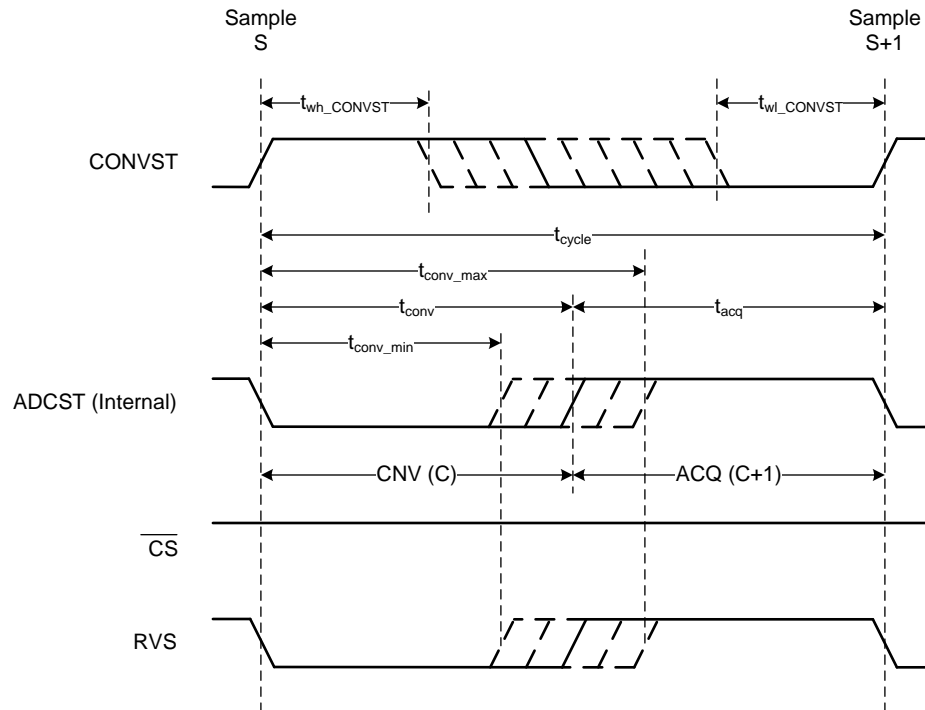 Sample
S
Sample
S+1
twh_CONVST
twl_CONVST
CONVST
tcycle
tconv_max
tconv
tacq
tconv_min
ADCST (Internal)
CNV (C)
ACQ (C+1)
CS
RVS